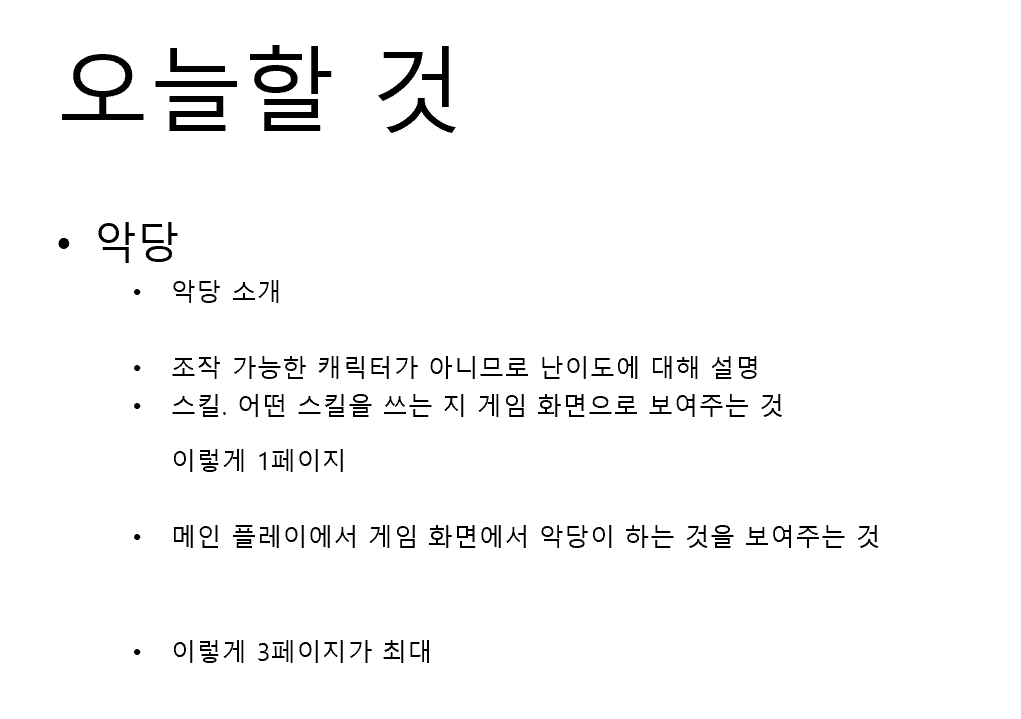 오늘할 것
• 악당
• 악당 소개
• 조작 가능한 캐릭터가 아니므로 난이도에 대해 설명
• 스킬. 어떤 스킬을 쓰는 지 게임 화면으로 보여주는 것
이렇게 1페이지
• 메인 플레이에서 게임 화면에서 악당이 하는 것을 보여주는 것
• 이렇게 3페이지가 최대